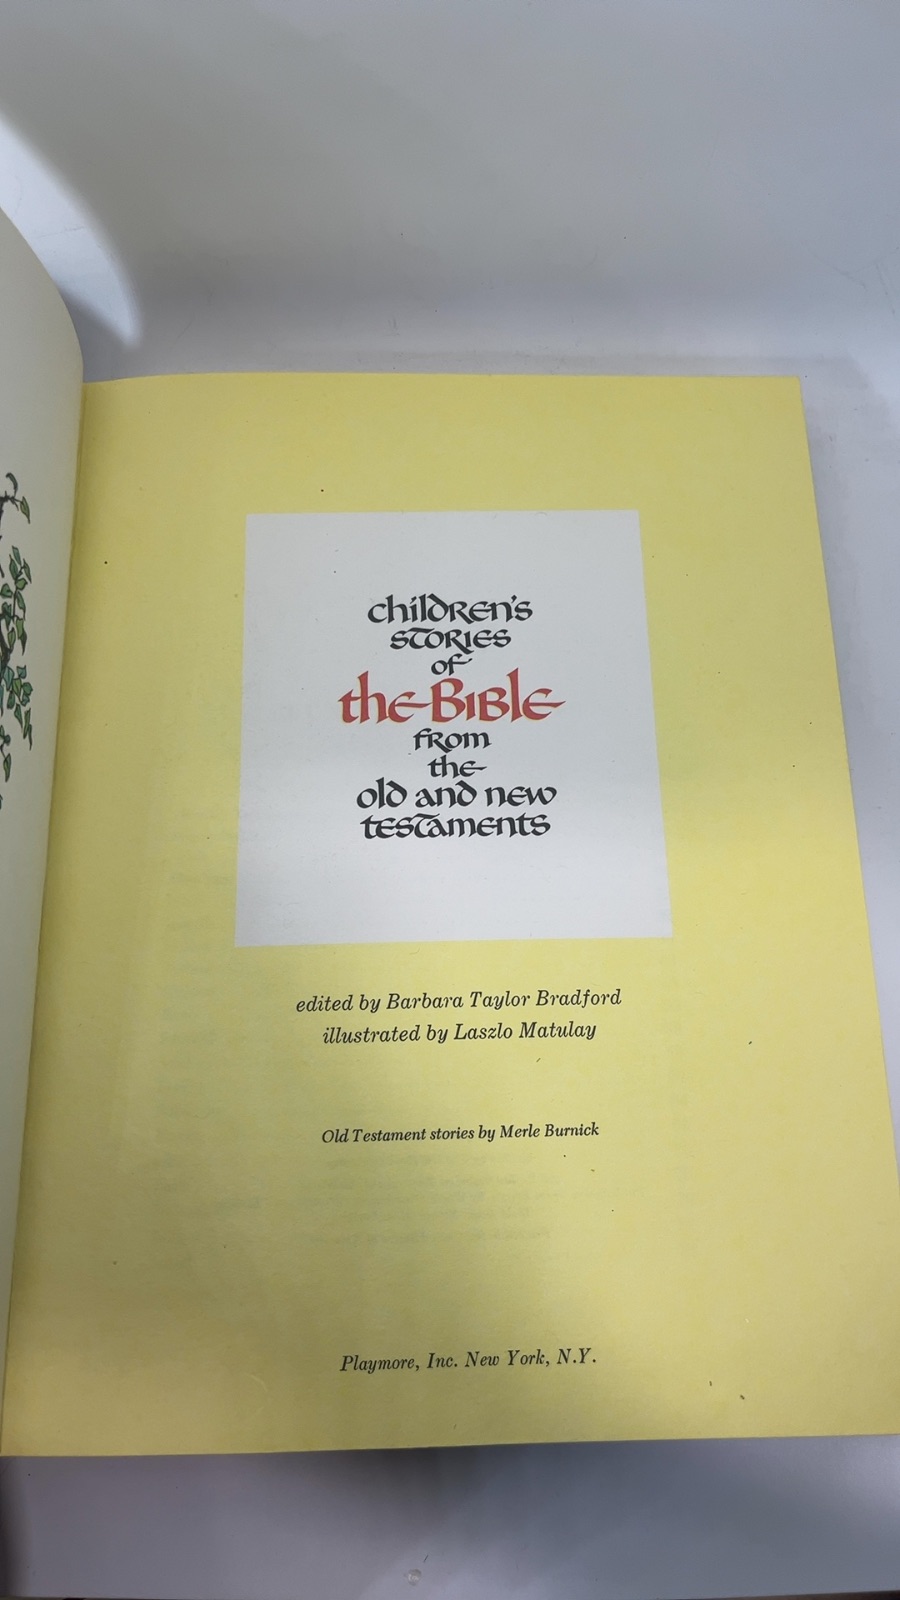 children's
stories
of
the Bible
from
the
old and new
testaments
edited by Barbara Taylor Bradford
illustrated by Laszlo Matulay
Old Testament stories by Merle Burnick
Playmore, Inc. New York, N.Y.